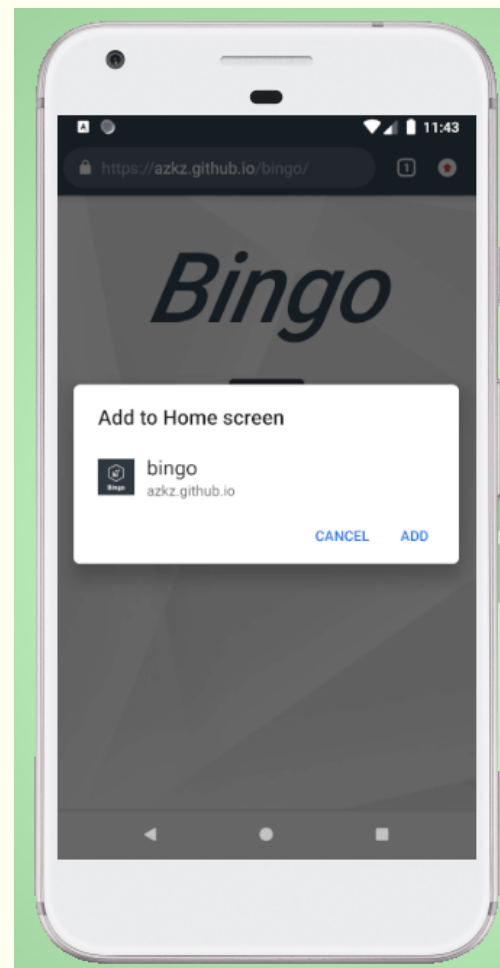 11:43
https://azkz.github.io/bingo/
1
Bingo
Add to Home screen
bingo
Bingo
azkz.github.io
CANCEL ADD